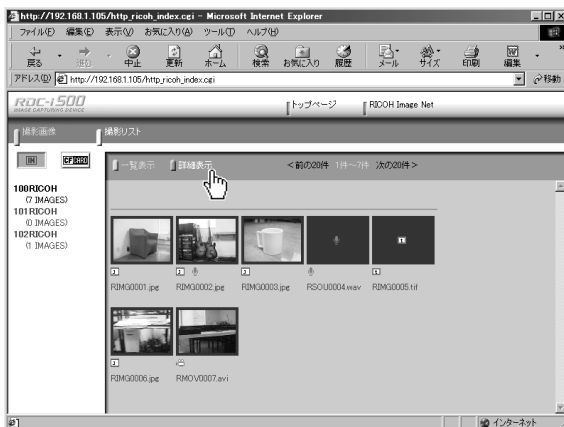 http://192.168.1.105/http_ricoh_index.cgi - Microsoft Internet Explorer
ファイル(F) 編集(E) 表示(V) お気に入り(A) ツール(T) ヘルプ(H)
戻る 進む 中止 更新 ホーム 検索 お気に入り 履歴 メール サイズ 印刷 編集 »
アドレス(D) http://192.168.1.105/http_ricoh_index.cgi 移動
RDC-i500 トップページ RICOH Image Net
IMAGE CAPTURING DEVICE
撮影画像 撮影リスト
IN CF CARD 一覧表示 詳細表示 <前の20件 1件〜7件 次の20件>
100RICOH
(7 IMAGES)
101RICOH
(0 IMAGES)
102RICOH
(1 IMAGES)
RIMG0001.jpg RIMG0002.jpg RIMG0003.jpg RSOU0004.wav RIMG0005.tif
RIMG0006.jpg RMOV0007.avi
インターネット